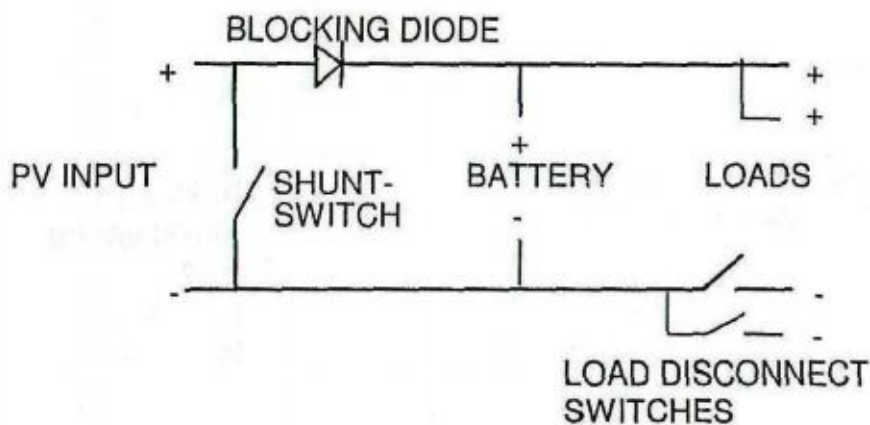 BLOCKING DIODE
+
+
+
PV INPUT
SHUNT-
SWITCH
+
BATTERY
-
LOADS
-
-
-
LOAD DISCONNECT
SWITCHES